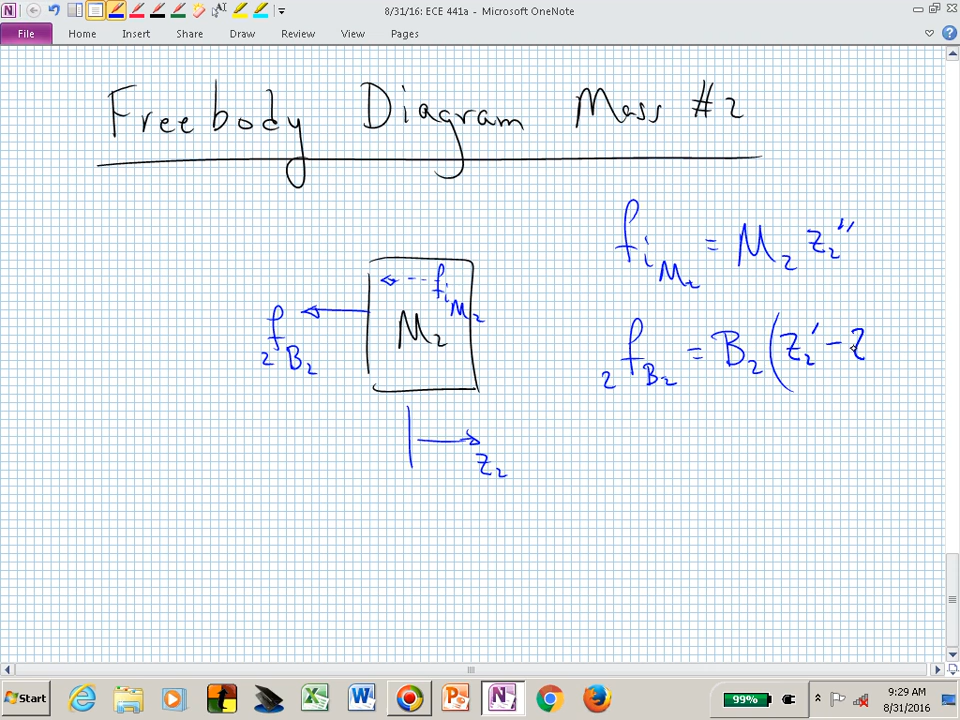 8/31/16: ECE 441a - Microsoft OneNote
File Home Insert Share Draw Review View Pages
Freebody Diagram Mass #2
f_{i_{M_2}} = M_2 z_2''
f_{i_{M_2}}
_2f_{B_2} M_2
_2f_{B_2} = B_2(z_2' - z
z_2
Start 99% 9:29 AM
8/31/2016